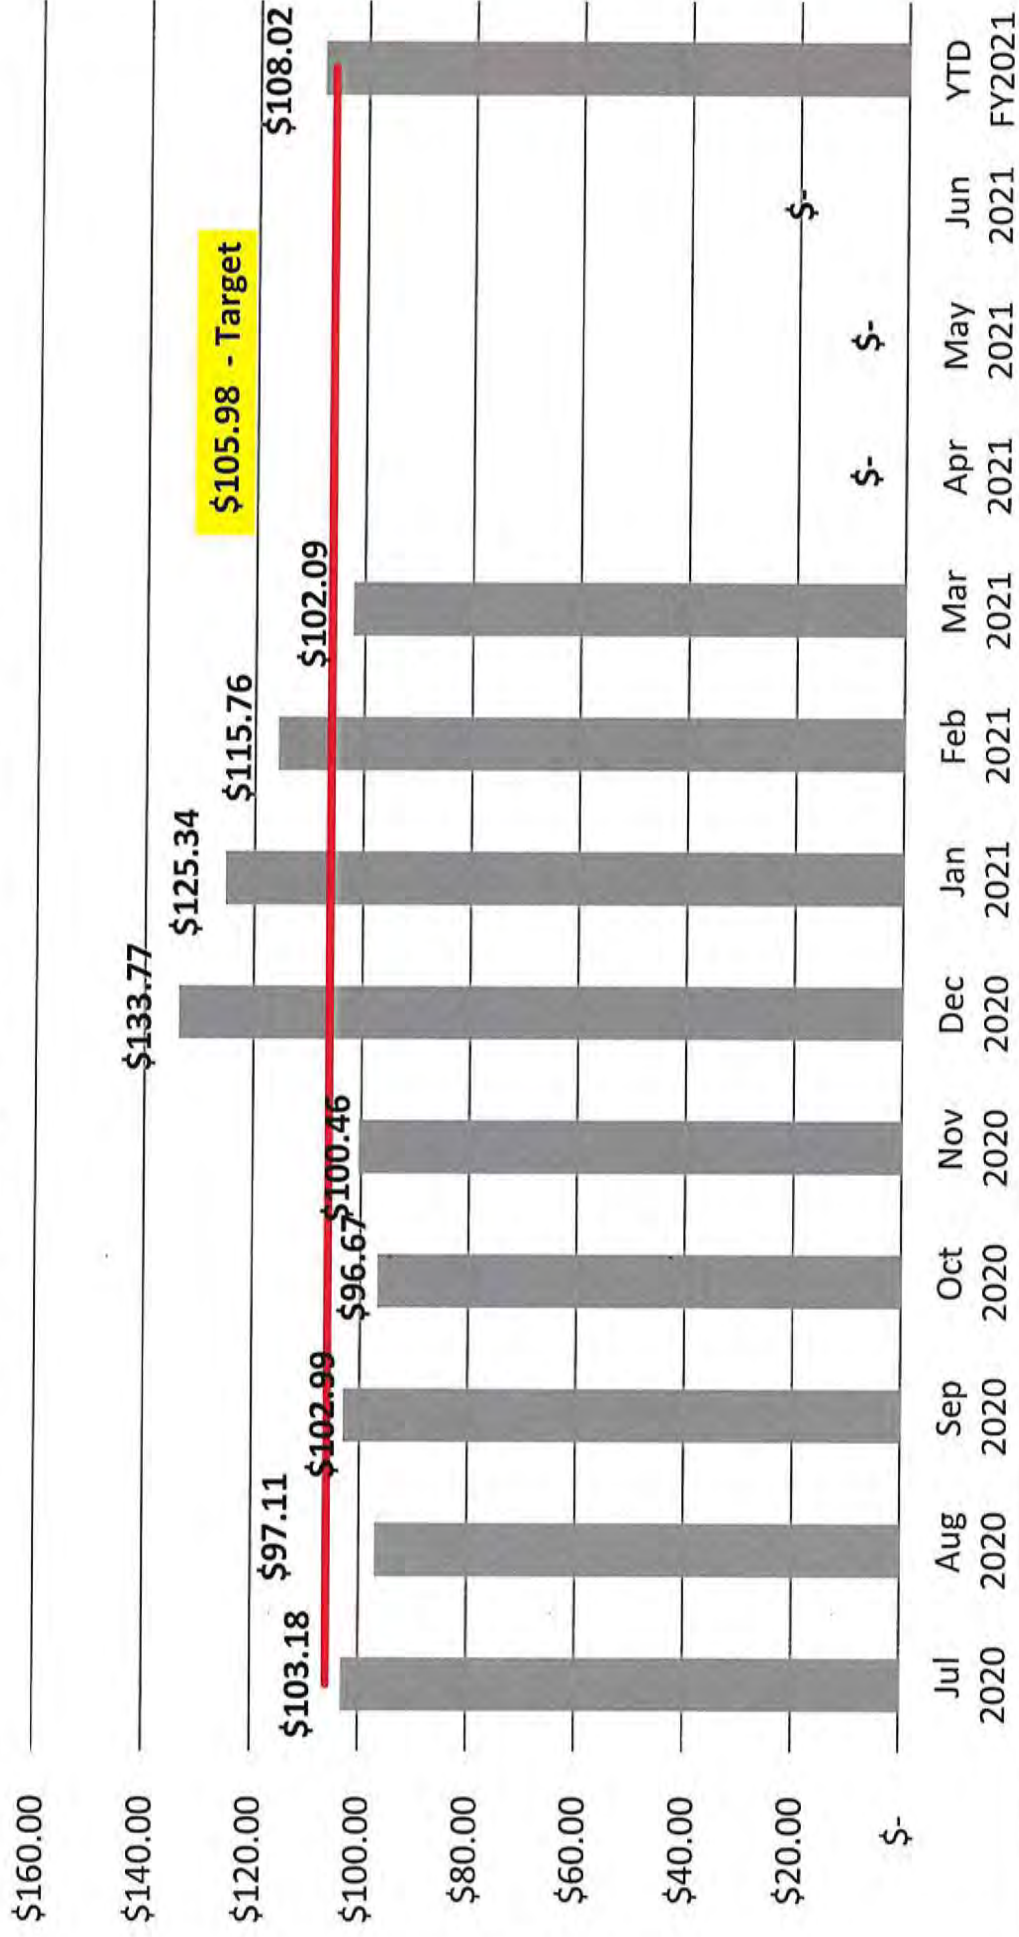 $160.00
$140.00
$120.00
$100.00
$80.00
$60.00
$40.00
$20.00
$-
$103.18
$97.11
$102.99
$96.67
$100.46
$133.77
$125.34
$115.76
$102.09
$105.98 - Target
$-
$-
$-
$108.02
Jul
2020
Aug
2020
Sep
2020
Oct
2020
Nov
2020
Dec
2020
Jan
2021
Feb
2021
Mar
2021
Apr
2021
May
2021
Jun
2021
YTD
FY2021